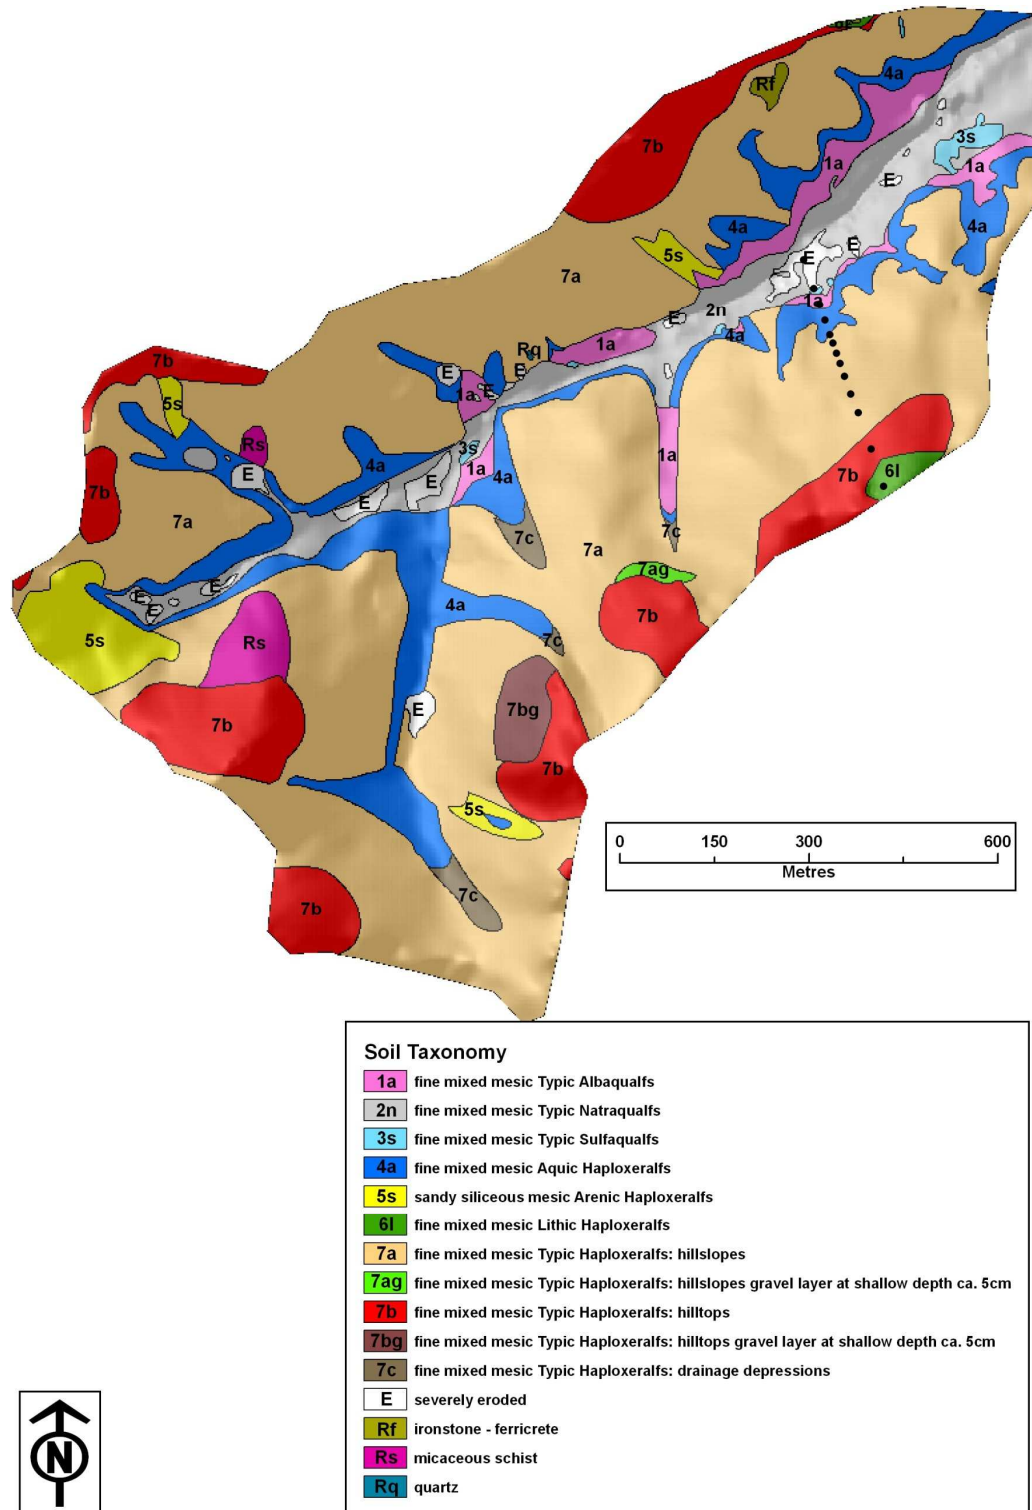 6l
4a
Rf
3s
7b
1a
1a
E
4a
4a
5s
E
E
7a
2n
1a
E
4a
Rq
1a
7b
E
E
1a
E
5s
Rs
3s
4a
1a
1a
4a
7b
6l
7b
E
E
E
7a
7c
7a
7c
7ag
E
E
E
4a
7b
5s
Rs
7c
7b
E
7bg
7b
5s
7c
7b
0 150 300 600
Metres
Soil Taxonomy
1a fine mixed mesic Typic Albaqualfs
2n fine mixed mesic Typic Natraqualfs
3s fine mixed mesic Typic Sulfaqualfs
4a fine mixed mesic Aquic Haploxeralfs
5s sandy siliceous mesic Arenic Haploxeralfs
6l fine mixed mesic Lithic Haploxeralfs
7a fine mixed mesic Typic Haploxeralfs: hillslopes
7ag fine mixed mesic Typic Haploxeralfs: hillslopes gravel layer at shallow depth ca. 5cm
7b fine mixed mesic Typic Haploxeralfs: hilltops
7bg fine mixed mesic Typic Haploxeralfs: hilltops gravel layer at shallow depth ca. 5cm
7c fine mixed mesic Typic Haploxeralfs: drainage depressions
E severely eroded
Rf ironstone - ferricrete
Rs micaceous schist
Rq quartz
N